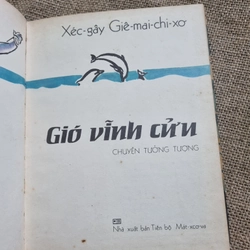 Xéc-gây Giê-mai-chi-xơ
Gió vĩnh cửu
CHUYỆN TƯỞNG TƯỢNG
Nhà xuất bản Tiến bộ Mát-xcơ-va